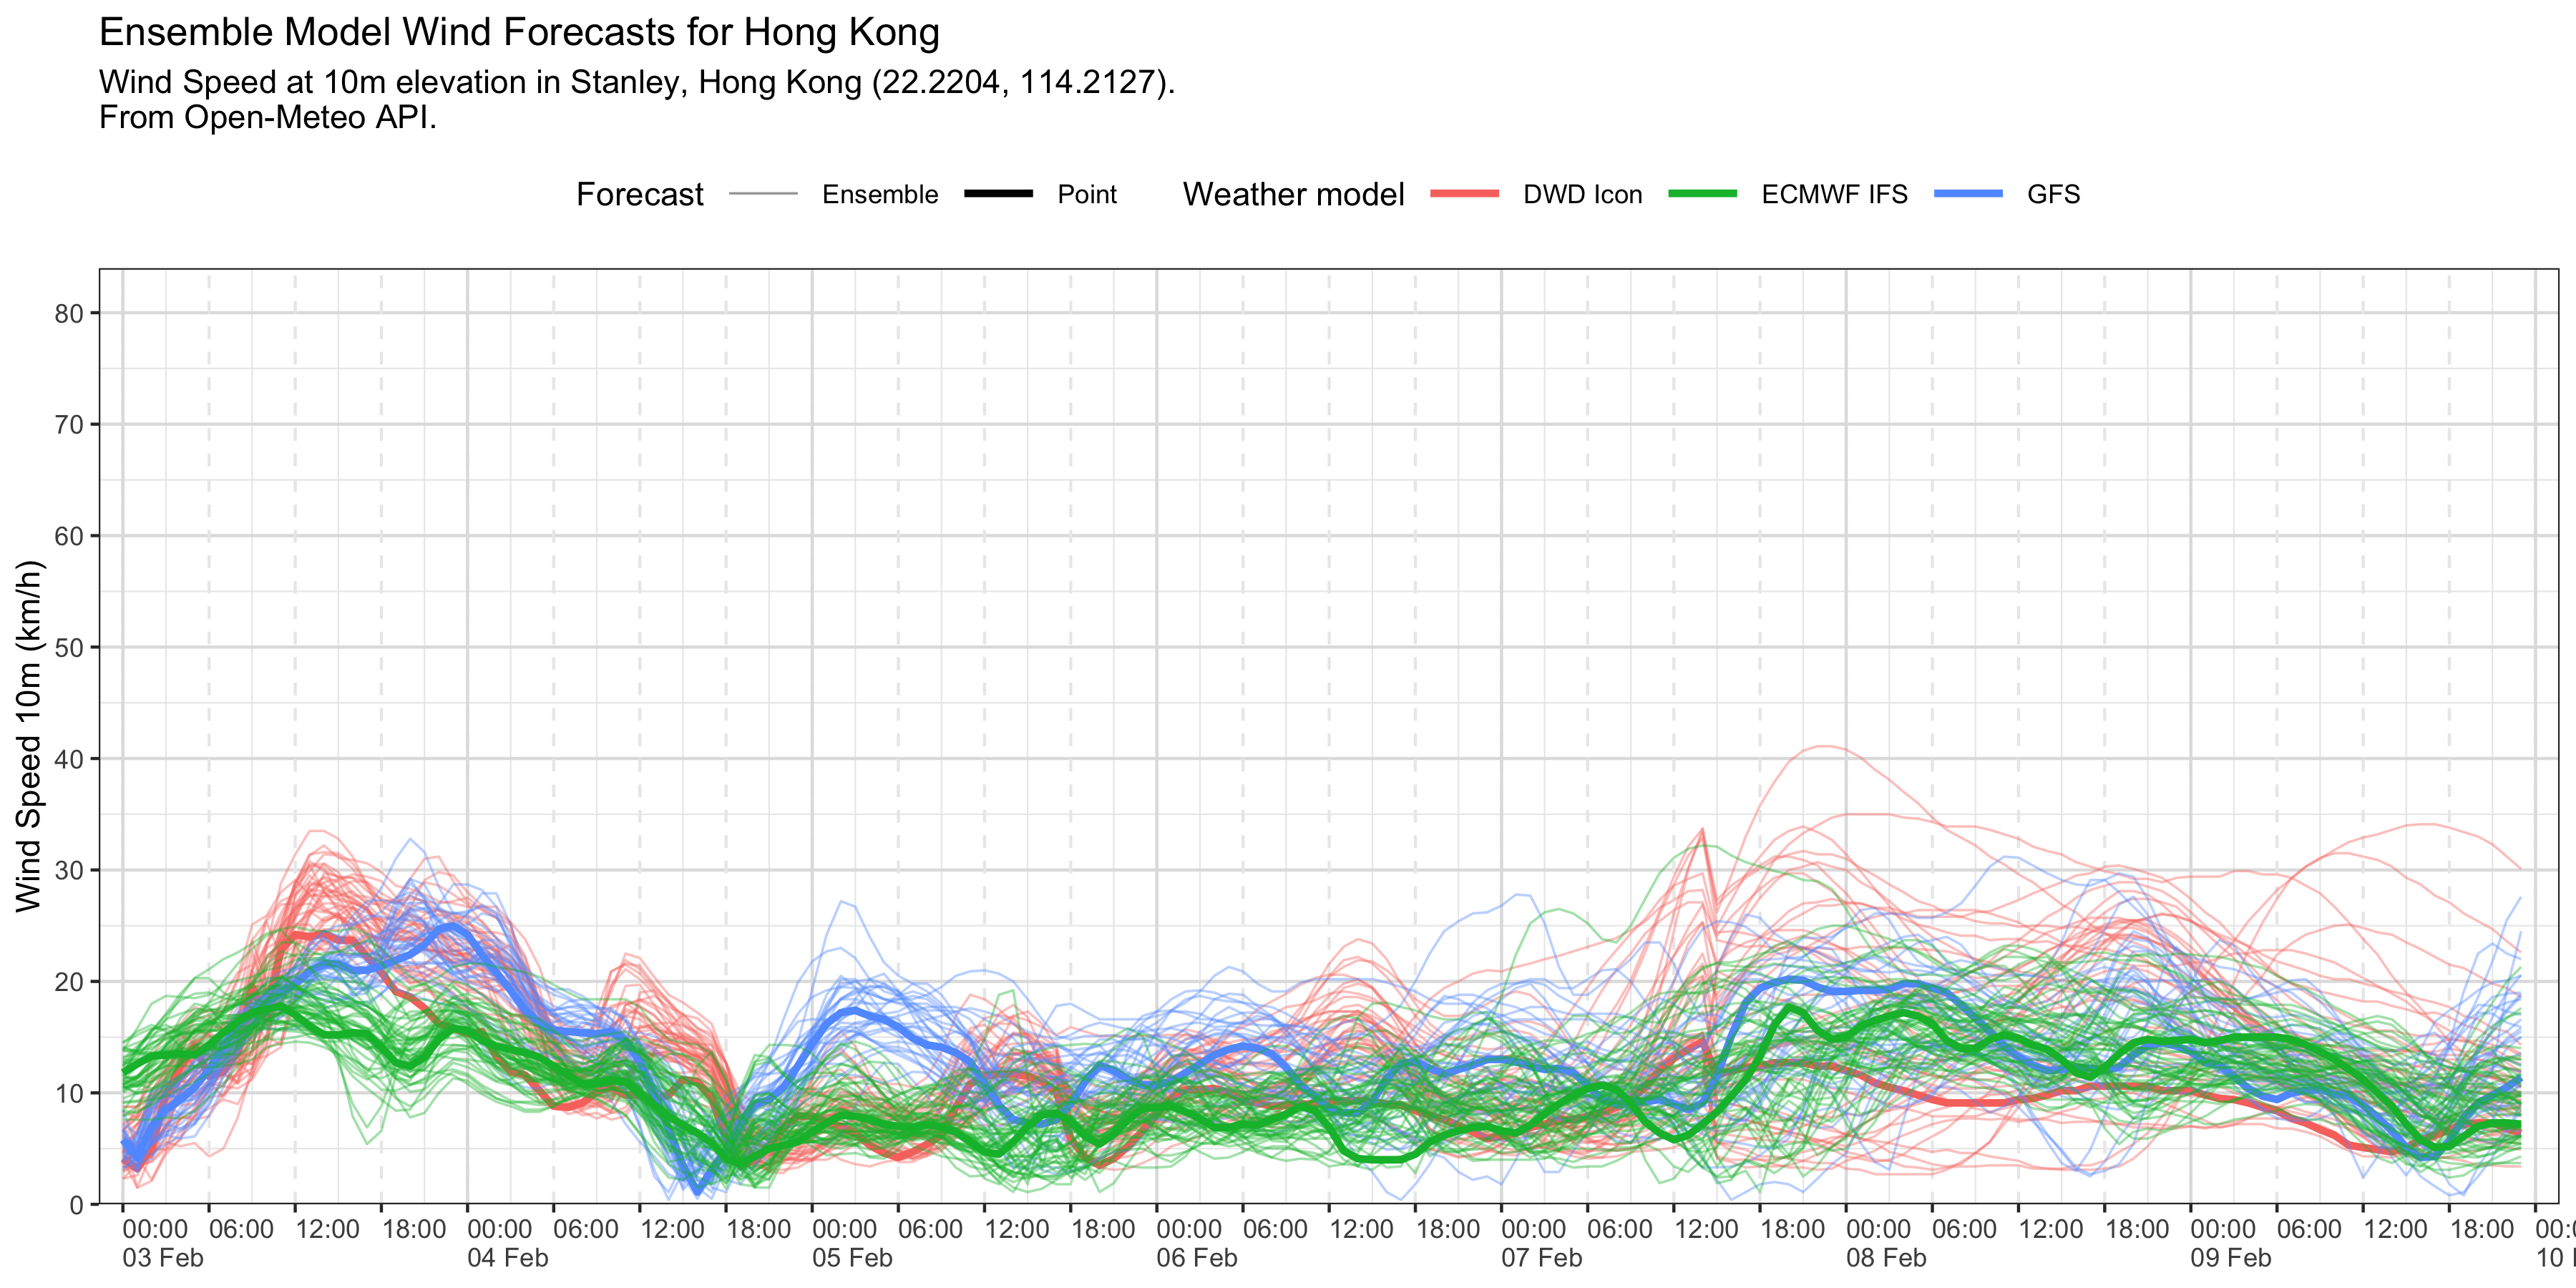 Ensemble Model Wind Forecasts for Hong Kong
Wind Speed at 10m elevation in Stanley, Hong Kong (22.2204, 114.2127).
From Open-Meteo API.
Forecast Ensemble Point Weather model DWD Icon ECMWF IFS GFS
80
70
60
50
40
30
20
10
0
Wind Speed 10m (km/h)
00:00 06:00 12:00 18:00 00:00 06:00 12:00 18:00 00:00 06:00 12:00 18:00 00:00 06:00 12:00 18:00 00:00 06:00 12:00 18:00 00:00 06:00 12:00 18:00 00:00 06:00 12:00 18:00
03 Feb 04 Feb 05 Feb 06 Feb 07 Feb 08 Feb 09 Feb 10